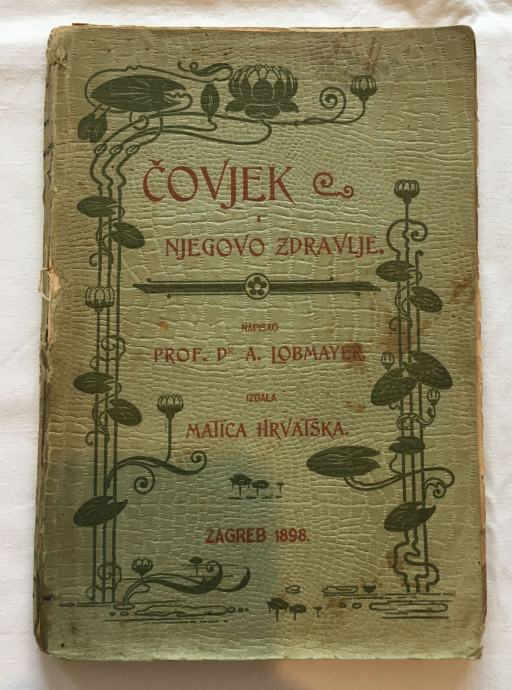 ČOVJEK
I
NJEGOVO ZDRAVLJE.
NAPISAO
PROF. DR. A. LOBMAYER.
IZDALA
MATICA HRVATSKA.
ZAGREB 1898.